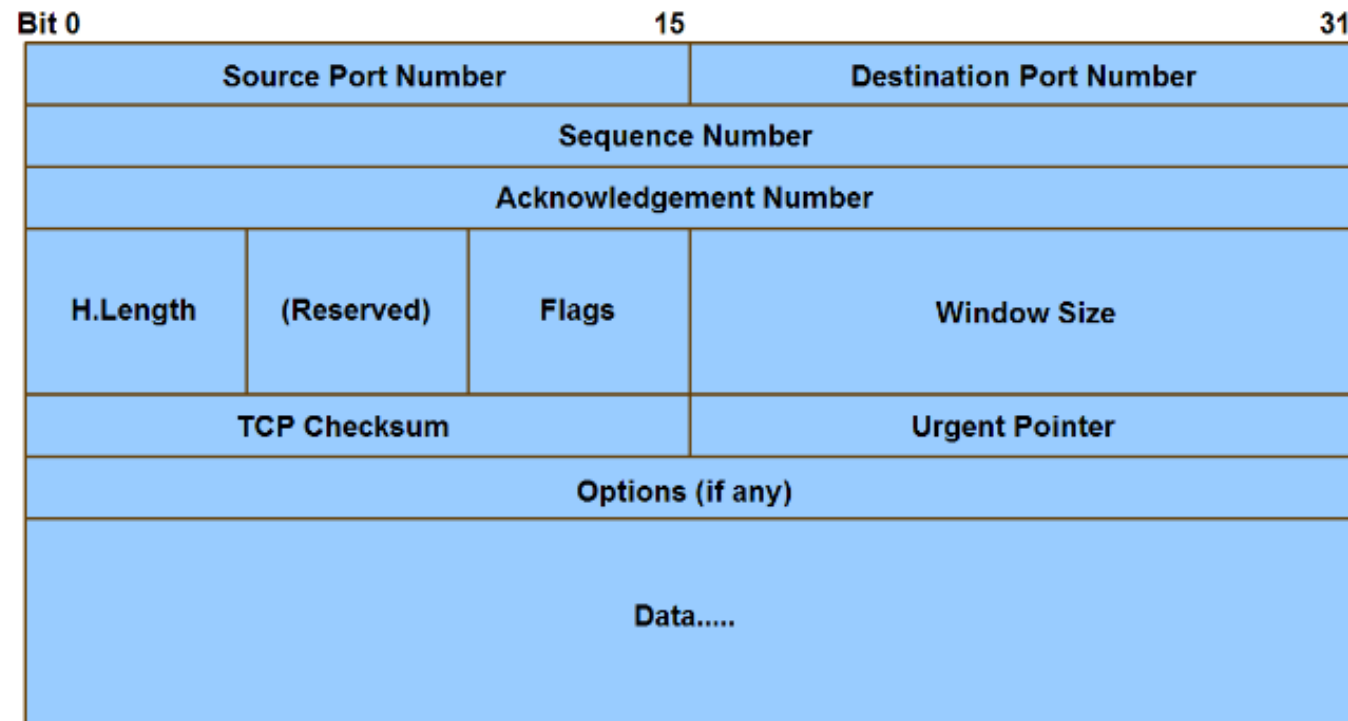 Bit 0 15 31
Source Port Number Destination Port Number
Sequence Number
Acknowledgement Number
H.Length (Reserved) Flags Window Size
TCP Checksum Urgent Pointer
Options (if any)
Data.....